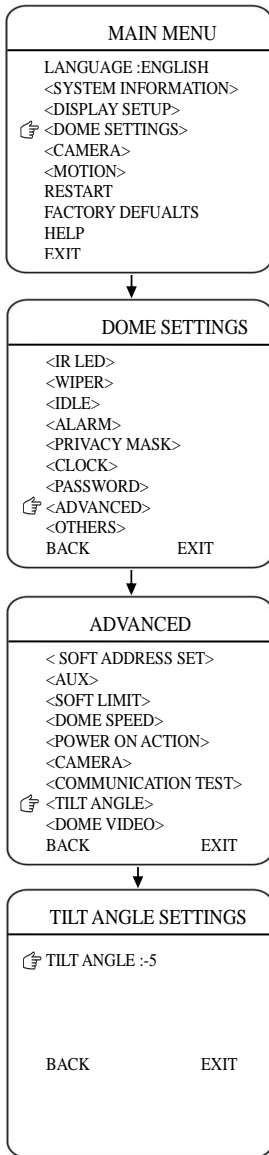 MAIN MENU
LANGUAGE :ENGLISH
<SYSTEM INFORMATION>
<DISPLAY SETUP>
<DOME SETTINGS>
<CAMERA>
<MOTION>
RESTART
FACTORY DEFUALTS
HELP
EXIT
DOME SETTINGS
<IR LED>
<WIPER>
<IDLE>
<ALARM>
<PRIVACY MASK>
<CLOCK>
<PASSWORD>
<ADVANCED>
<OTHERS>
BACK EXIT
ADVANCED
< SOFT ADDRESS SET>
<AUX>
<SOFT LIMIT>
<DOME SPEED>
<POWER ON ACTION>
<CAMERA>
<COMMUNICATION TEST>
<TILT ANGLE>
<DOME VIDEO>
BACK EXIT
TILT ANGLE SETTINGS
TILT ANGLE :-5
BACK EXIT